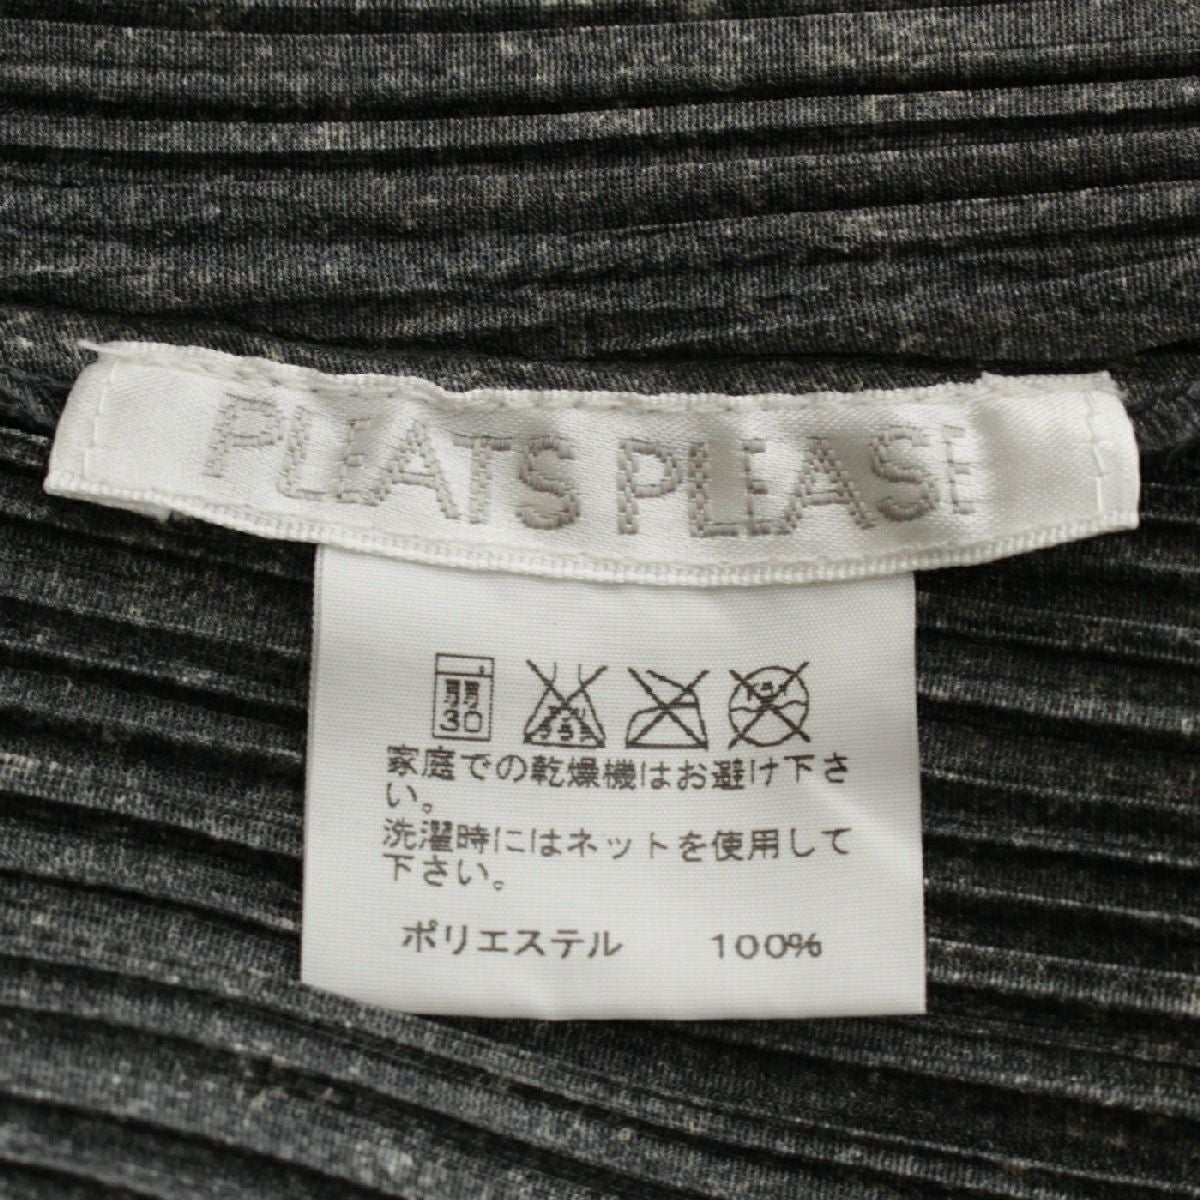 PLEATS PLEASE
弱
30
家庭での乾燥機はお避け下さ
い。
洗濯時にはネットを使用して
下さい。
ポリエステル 100%